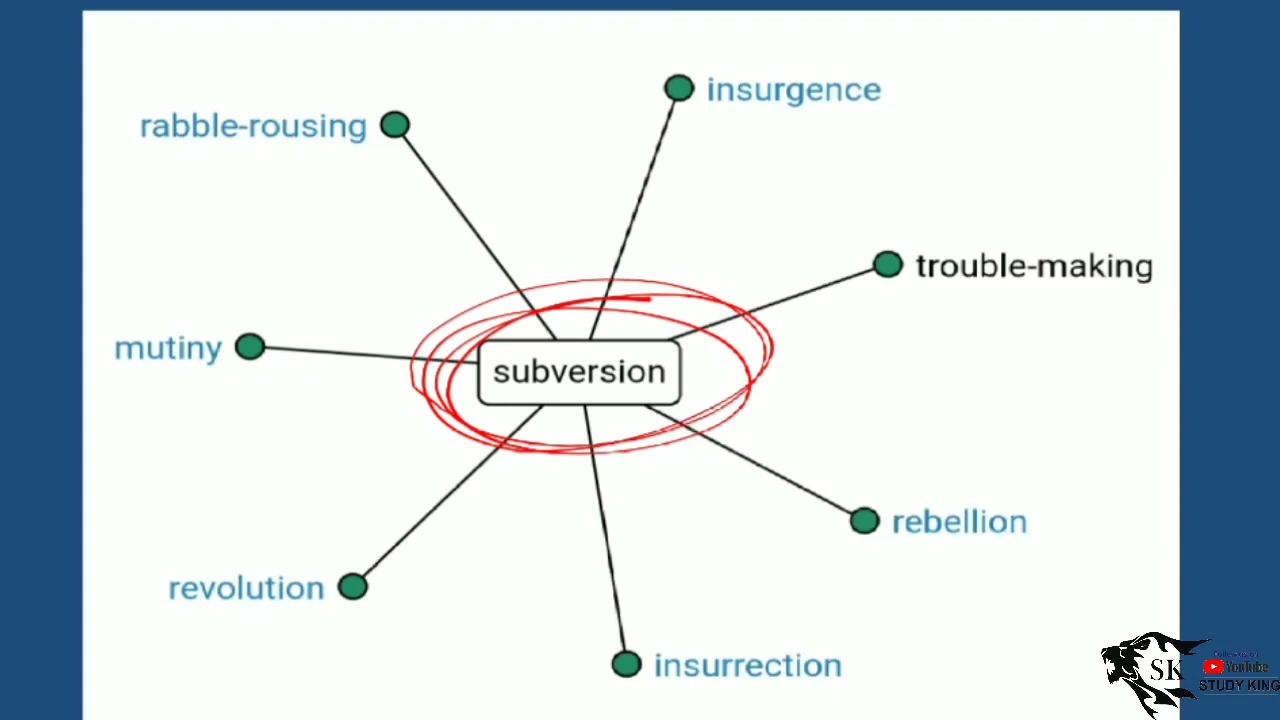 insurgence
rabble-rousing
trouble-making
mutiny
subversion
rebellion
revolution
insurrection
SK
YouTube
STUDY KING